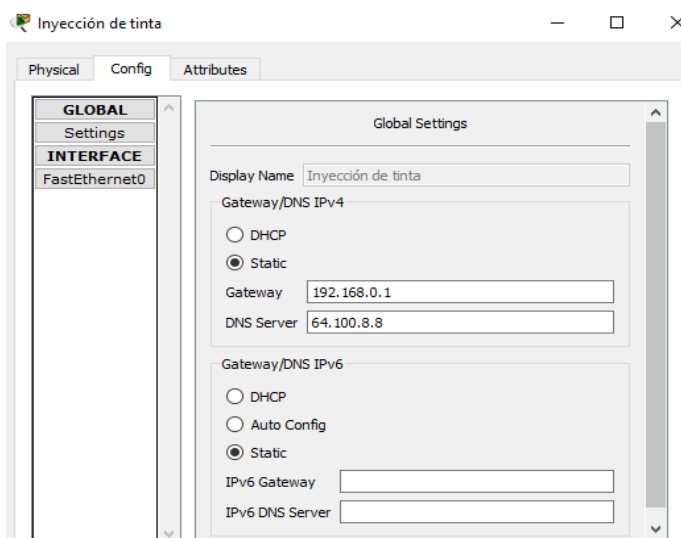 Inyección de tinta
Physical Config Attributes
GLOBAL
Settings
INTERFACE
FastEthernet0
Global Settings
Display Name Inyección de tinta
Gateway/DNS IPv4
DHCP
Static
Gateway 192.168.0.1
DNS Server 64.100.8.8
Gateway/DNS IPv6
DHCP
Auto Config
Static
IPv6 Gateway
IPv6 DNS Server